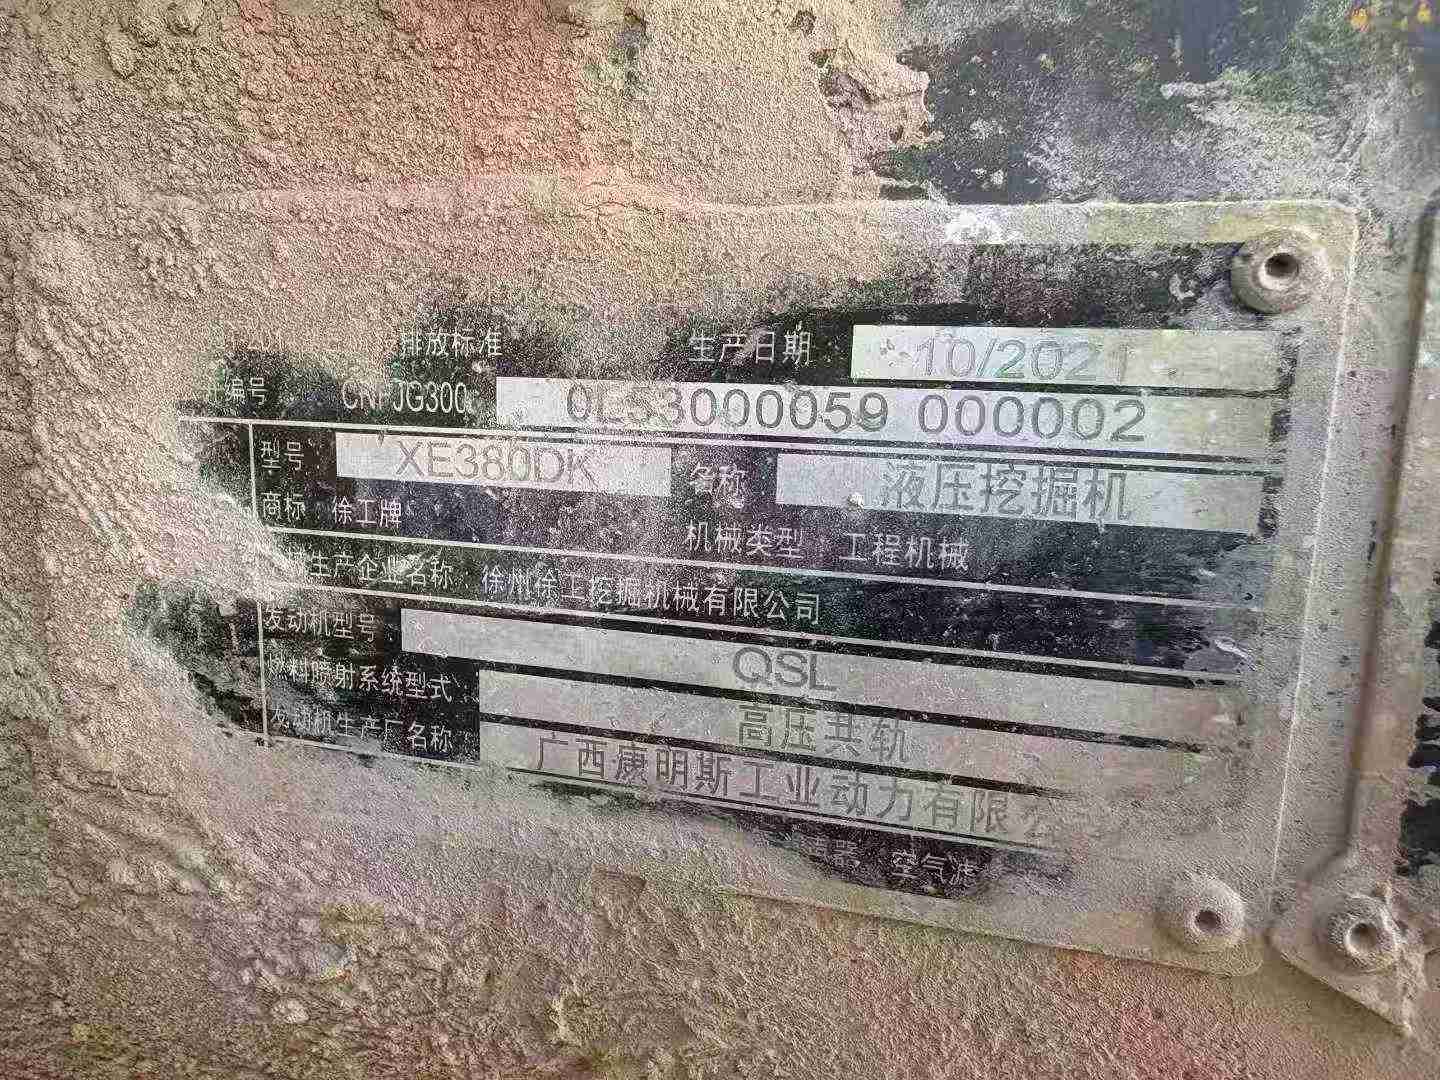 排放标准 生产日期 10/2021
编号 CN FJG300 0L53000059 000002
型号 XE380DK 名称 液压挖掘机
商标 徐工牌 机械类型 工程机械
生产企业名称 徐州徐工挖掘机械有限公司
发动机型号 QSL
燃料喷射系统型式 高压共轨
发动机生产厂名称 广西康明斯工业动力有限公
空气滤